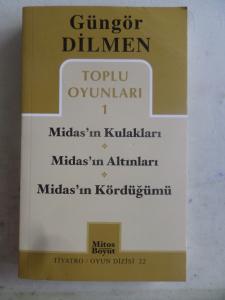 Güngör
DİLMEN
TOPLU
OYUNLARI
1
Midas'ın Kulakları
Midas'ın Altınları
Midas'ın Kördüğümü
Mitos
Boyut
TİYATRO / OYUN DİZİSİ 22